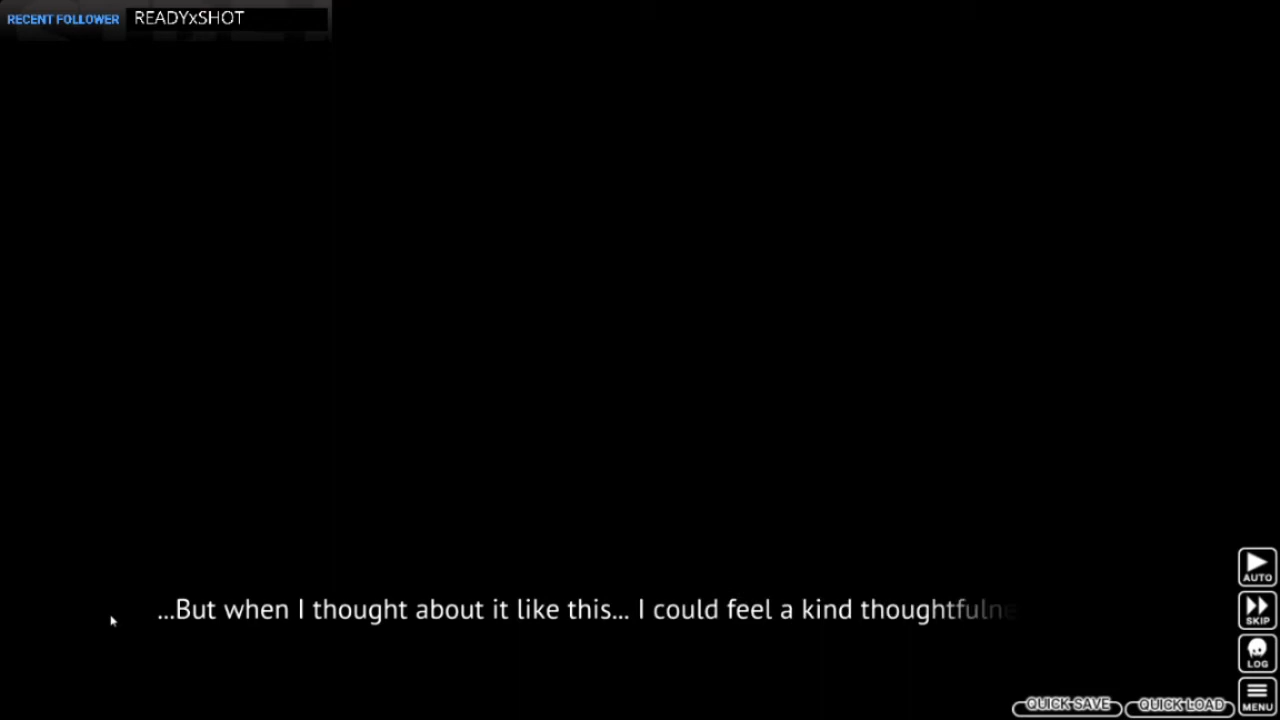 RECENT FOLLOWER READYxSHOT
...But when I thought about it like this... I could feel a kind thoughtfulne
AUTO
SKIP
LOG
MENU
QUICK SAVE QUICK LOAD